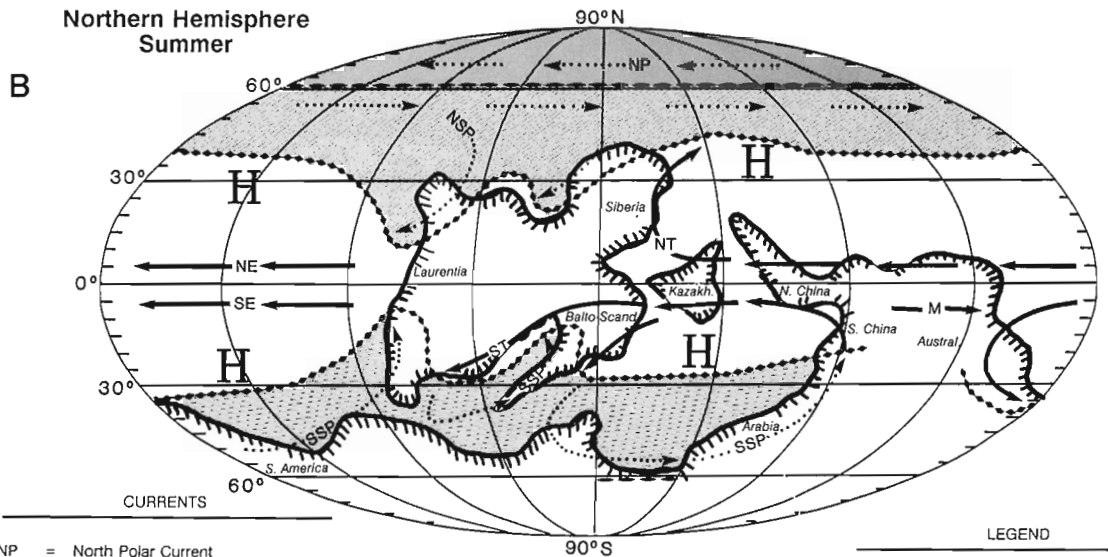 Northern Hemisphere
Summer
B
90°N
NP
60°
NSP
30°
H
H
Siberia
NT
NE
Laurentia
0°
Kazakh.
N. China
SE
M
Balto-Scand.
S. China
Austral.
ST
H
H
30°
SSP
SSP
Arabia
SSP
S. America
60°
CURRENTS
90°S
LEGEND
NP = North Polar Current